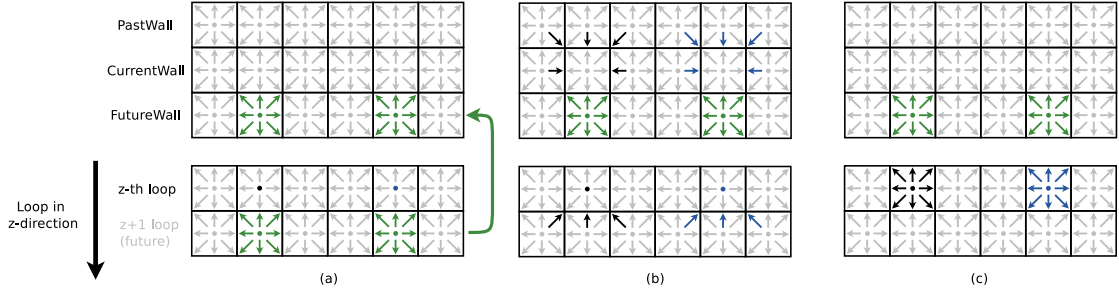 PastWall
CurrentWall
FutureWall
Loop in
z-direction
z-th loop
z+1 loop
(future)
(a)
(b)
(c)